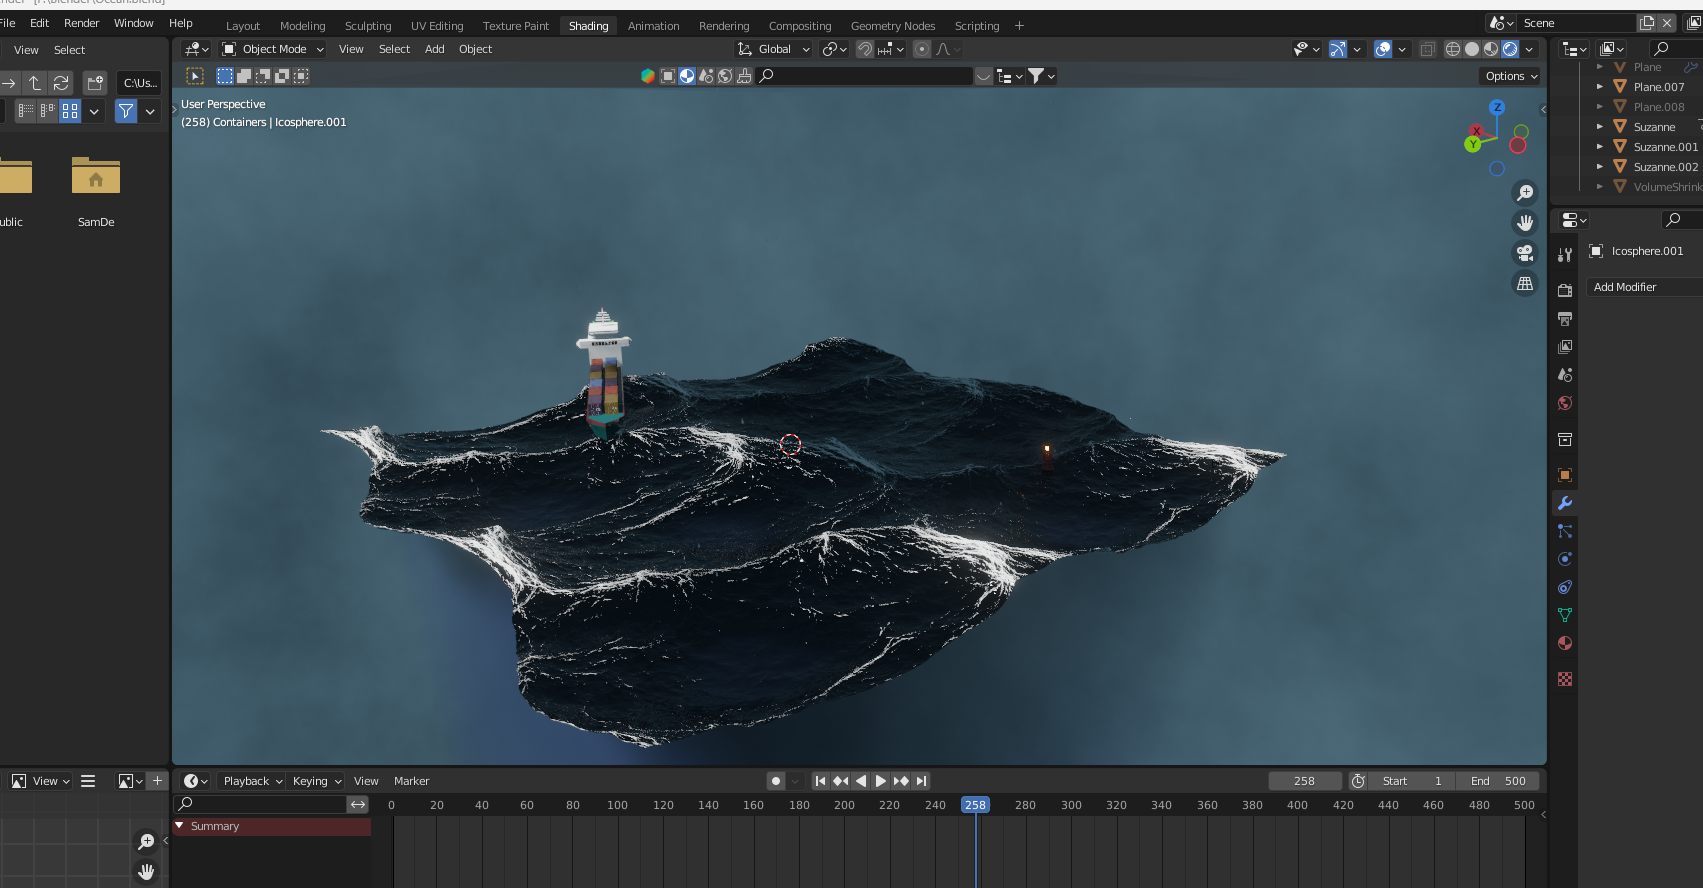 File Edit Render Window Help Layout Modeling Sculpting UV Editing Texture Paint Shading Animation Rendering Compositing Geometry Nodes Scripting + Scene
View Select Object Mode View Select Add Object Global
C:\Us... Options
User Perspective
(258) Containers | Icosphere.001
Z
X
Y
Plane
Plane.007
Plane.008
Suzanne
Suzanne.001
Suzanne.002
VolumeShrink
ublic SamDe
Icosphere.001
Add Modifier
View Playback Keying View Marker 258 Start 1 End 500
0 20 40 60 80 100 120 140 160 180 200 220 240 258 280 300 320 340 360 380 400 420 440 460 480 500
Summary